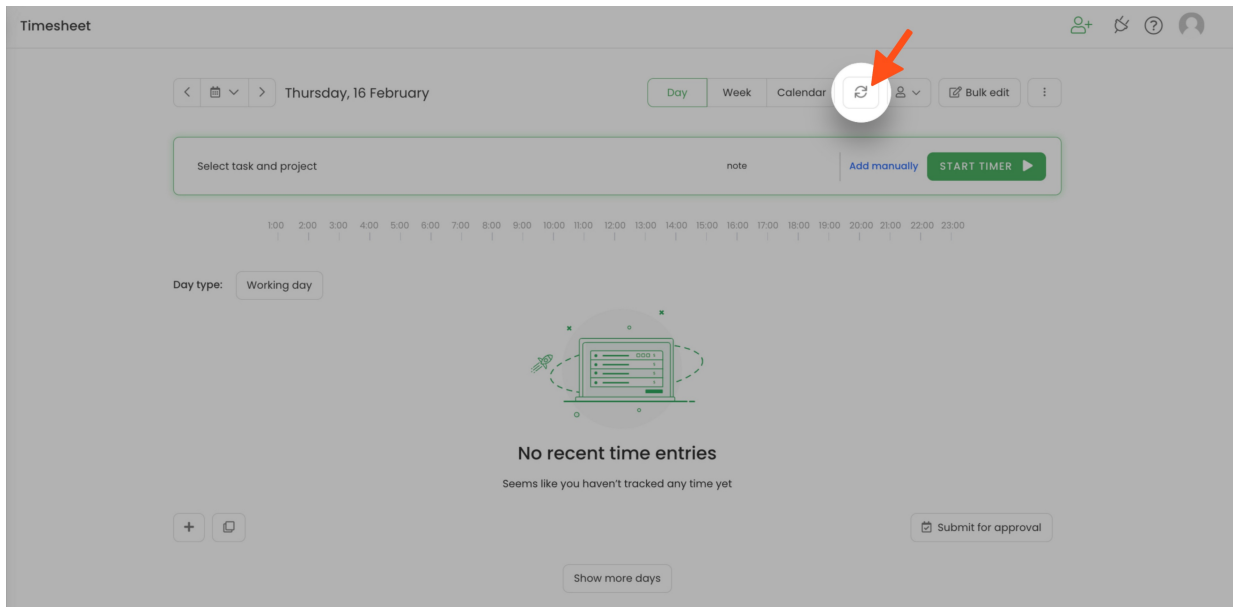 Timesheet
Thursday, 16 February
Day Week Calendar Bulk edit
Select task and project note Add manually START TIMER
1:00 2:00 3:00 4:00 5:00 6:00 7:00 8:00 9:00 10:00 11:00 12:00 13:00 14:00 15:00 16:00 17:00 18:00 19:00 20:00 21:00 22:00 23:00
Day type: Working day
No recent time entries
Seems like you haven't tracked any time yet
Submit for approval
Show more days